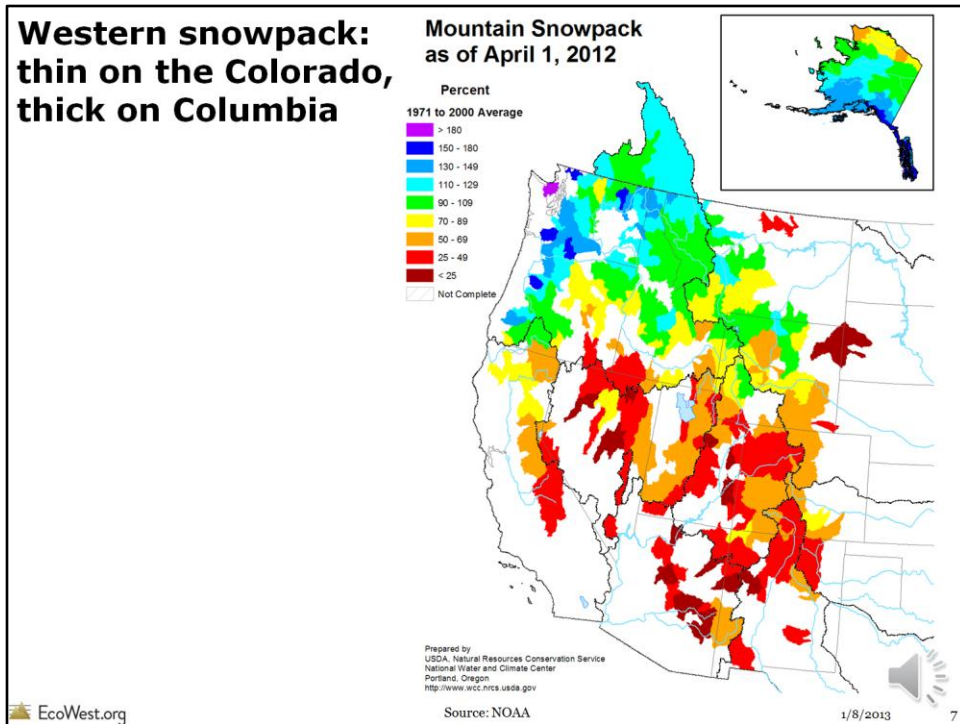 Western snowpack:
thin on the Colorado,
thick on Columbia
Mountain Snowpack
as of April 1, 2012
Percent
1971 to 2000 Average
> 180
150 - 180
130 - 149
110 - 129
90 - 109
70 - 89
50 - 69
25 - 49
< 25
Not Complete
Prepared by
USDA, Natural Resources Conservation Service
National Water and Climate Center
Portland, Oregon
http://www.wcc.nrcs.usda.gov
EcoWest.org
Source: NOAA
1/8/2013
7